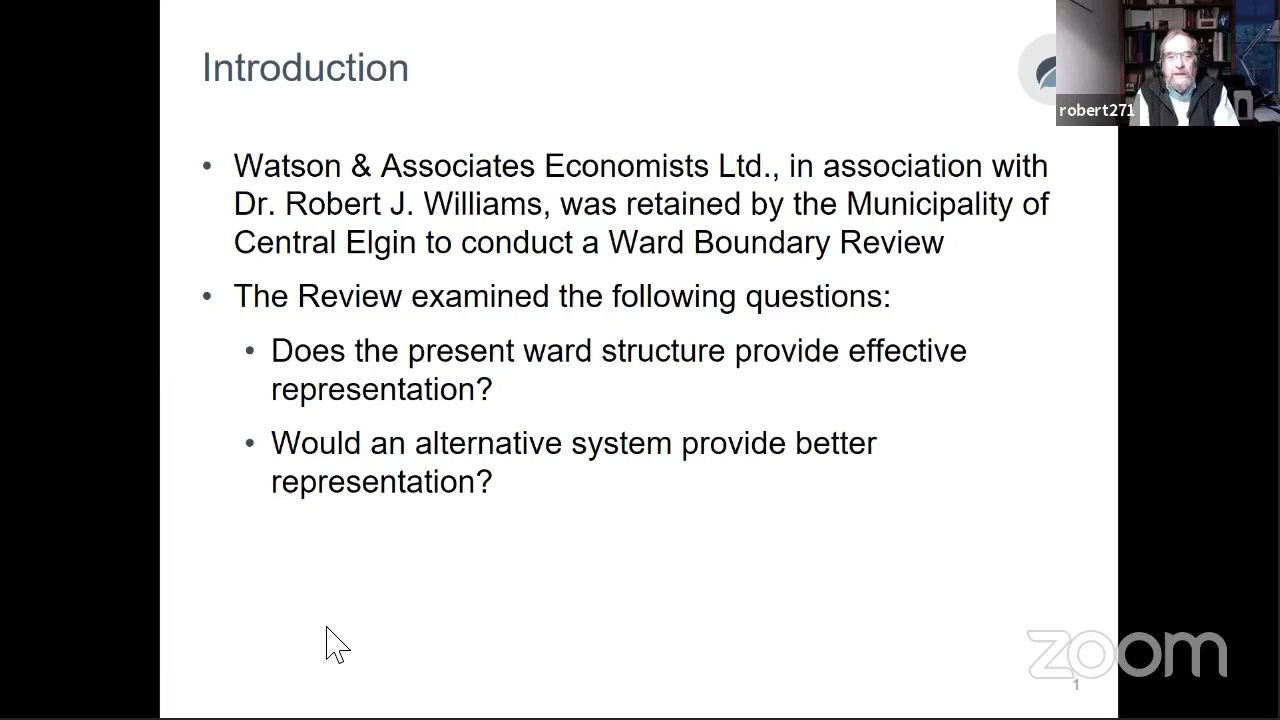 Introduction
robert271
• Watson & Associates Economists Ltd., in association with
Dr. Robert J. Williams, was retained by the Municipality of
Central Elgin to conduct a Ward Boundary Review
• The Review examined the following questions:
• Does the present ward structure provide effective
representation?
• Would an alternative system provide better
representation?
zoom
1